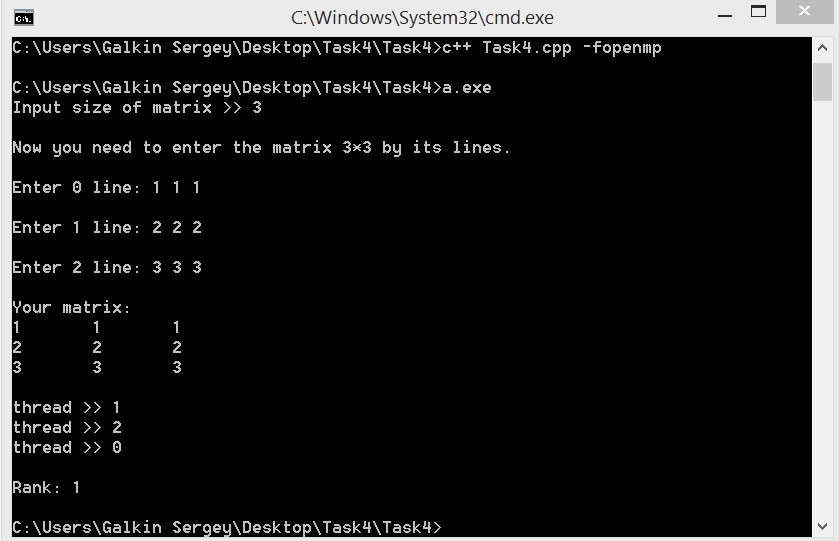 C:\Windows\System32\cmd.exe
C:\Users\Galkin Sergey\Desktop\Task4\Task4>c++ Task4.cpp -fopenmp
C:\Users\Galkin Sergey\Desktop\Task4\Task4>a.exe
Input size of matrix >> 3
Now you need to enter the matrix 3*3 by its lines.
Enter 0 line: 1 1 1
Enter 1 line: 2 2 2
Enter 2 line: 3 3 3
Your matrix:
1 1 1
2 2 2
3 3 3
thread >> 1
thread >> 2
thread >> 0
Rank: 1
C:\Users\Galkin Sergey\Desktop\Task4\Task4>